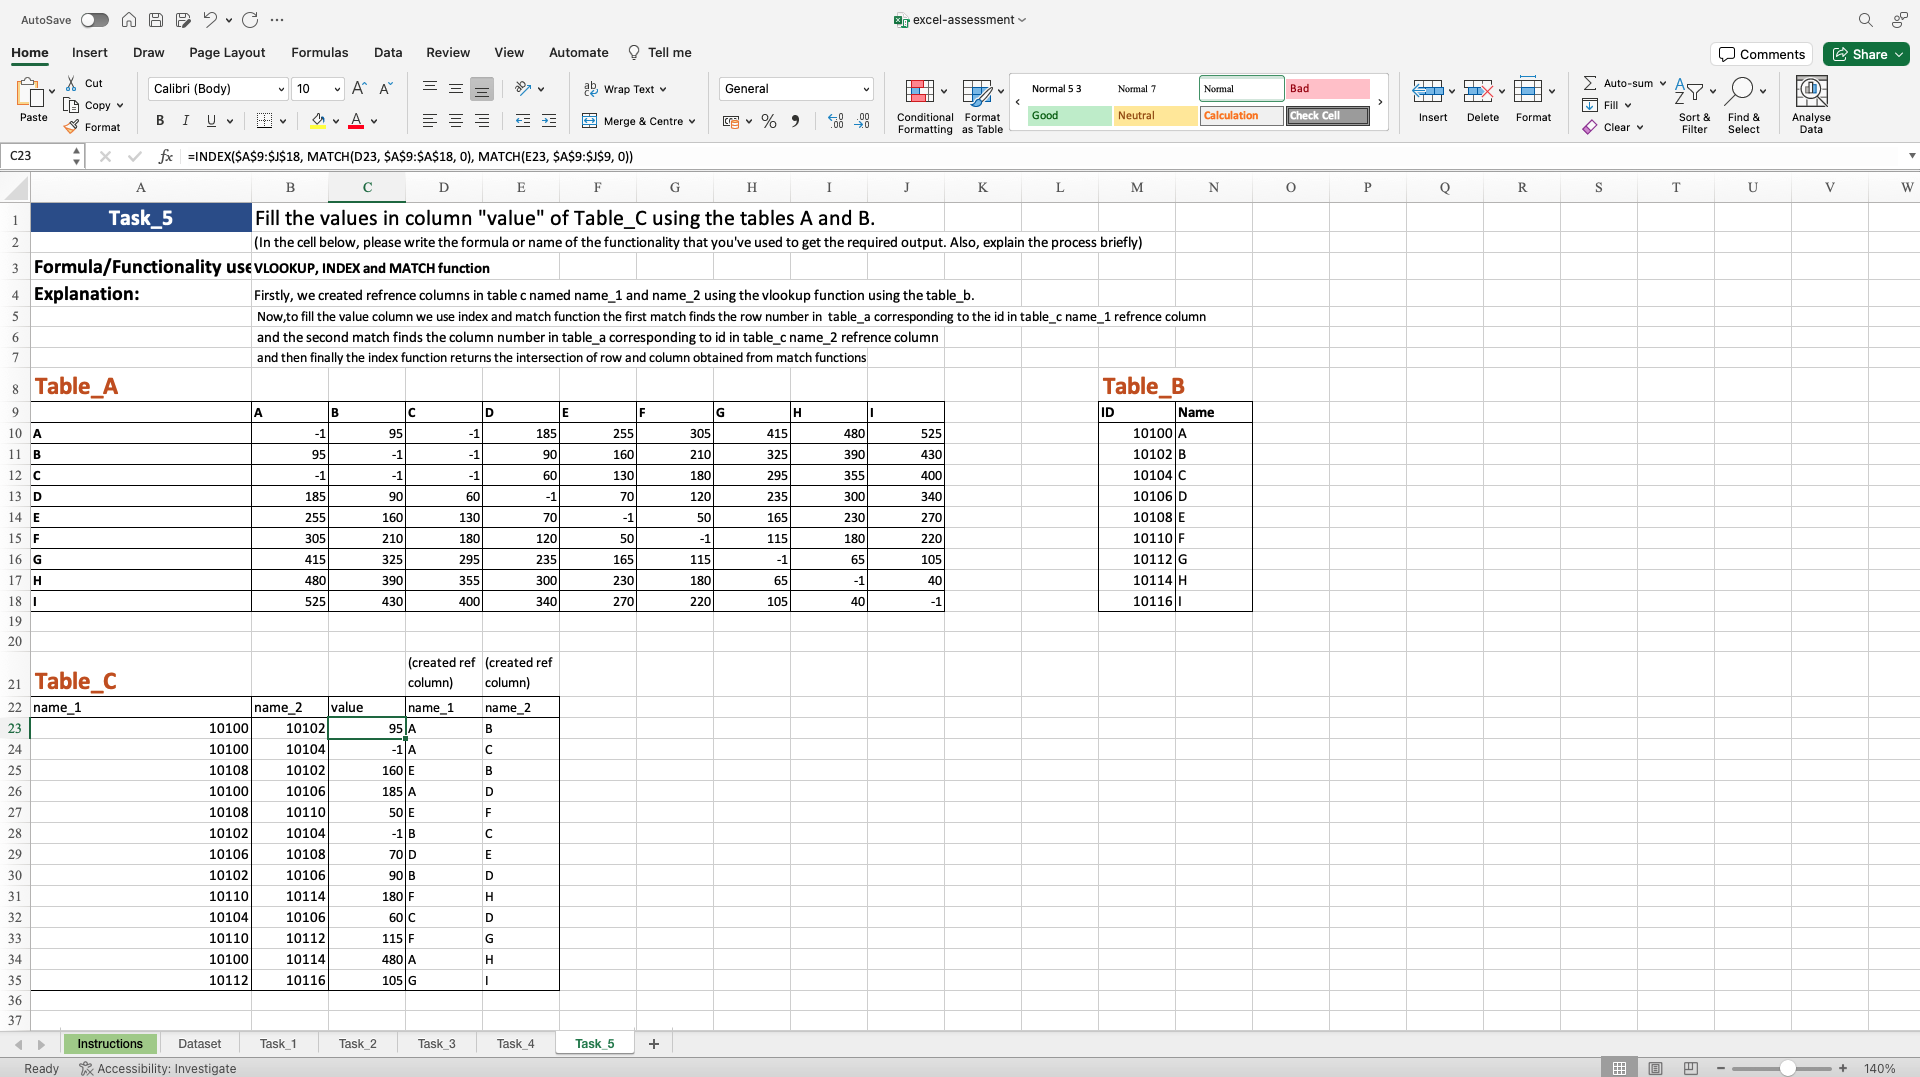 AutoSave
excel-assessment
Home Insert Draw Page Layout Formulas Data Review View Automate Tell me
Comments Share
Paste
Cut
Copy
Format
Calibri (Body) 10
B I U
Wrap Text
Merge & Centre
General
Conditional Formatting
Format as Table
Normal 5 3 Normal 7 Normal Bad
Good Neutral Calculation Check Cell
Insert Delete Format
Auto-sum
Fill
Clear
Sort & Filter
Find & Select
Analyse Data
C23 fx =INDEX($A$9:$J$18, MATCH(D23, $A$9:$A$18, 0), MATCH(E23, $A$9:$J$9, 0))
A B C D E F G H I J K L M N O P Q R S T U V W
1 Task_5 Fill the values in column "value" of Table_C using the tables A and B.
2 (In the cell below, please write the formula or name of the functionality that you've used to get the required output. Also, explain the process briefly)
3 Formula/Functionality use VLOOKUP, INDEX and MATCH function
4 Explanation: Firstly, we created refrence columns in table c named name_1 and name_2 using the vlookup function using the table_b.
5 Now,to fill the value column we use index and match function the first match finds the row number in table_a corresponding to the id in table_c name_1 refrence column
6 and the second match finds the column number in table_a corresponding to id in table_c name_2 refrence column
7 and then finally the index function returns the intersection of row and column obtained from match functions
8 Table_A Table_B
9 A B C D E F G H I ID Name
10 A -1 95 -1 185 255 305 415 480 525 10100 A
11 B 95 -1 -1 90 160 210 325 390 430 10102 B
12 C -1 -1 -1 60 130 180 295 355 400 10104 C
13 D 185 90 60 -1 70 120 235 300 340 10106 D
14 E 255 160 130 70 -1 50 165 230 270 10108 E
15 F 305 210 180 120 50 -1 115 180 220 10110 F
16 G 415 325 295 235 165 115 -1 65 105 10112 G
17 H 480 390 355 300 230 180 65 -1 40 10114 H
18 I 525 430 400 340 270 220 105 40 -1 10116 I
19
20
21 Table_C (created ref column) (created ref column)
22 name_1 name_2 value name_1 name_2
23 10100 10102 95 A B
24 10100 10104 -1 A C
25 10108 10102 160 E B
26 10100 10106 185 A D
27 10108 10110 50 E F
28 10102 10104 -1 B C
29 10106 10108 70 D E
30 10102 10106 90 B D
31 10110 10114 180 F H
32 10104 10106 60 C D
33 10110 10112 115 F G
34 10100 10114 480 A H
35 10112 10116 105 G I
36
37
Instructions Dataset Task_1 Task_2 Task_3 Task_4 Task_5 +
Ready Accessibility: Investigate 140%